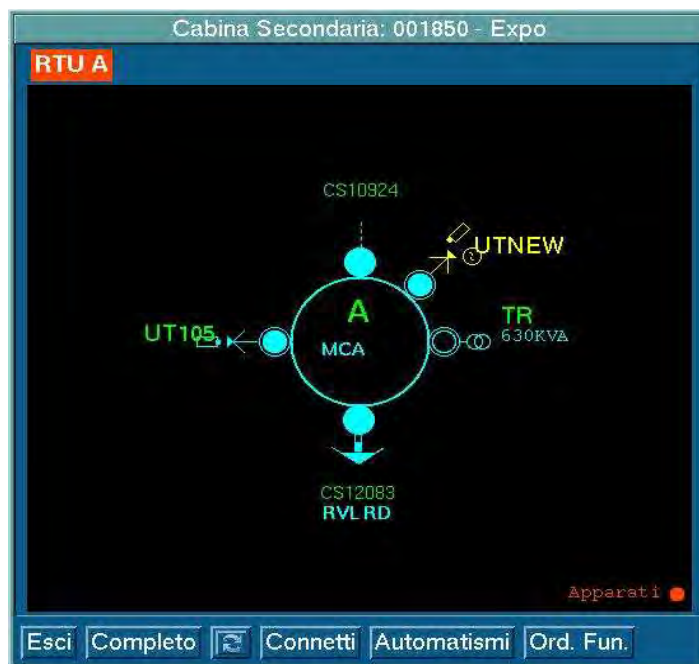 Cabina Secondaria: 001850 - Expo
RTU A
CS10924
UTNEW
A
TR
UT105
630KVA
MCA
CS12083
RVL RD
Apparati
Esci Completo Connetti Automatismi Ord. Fun.